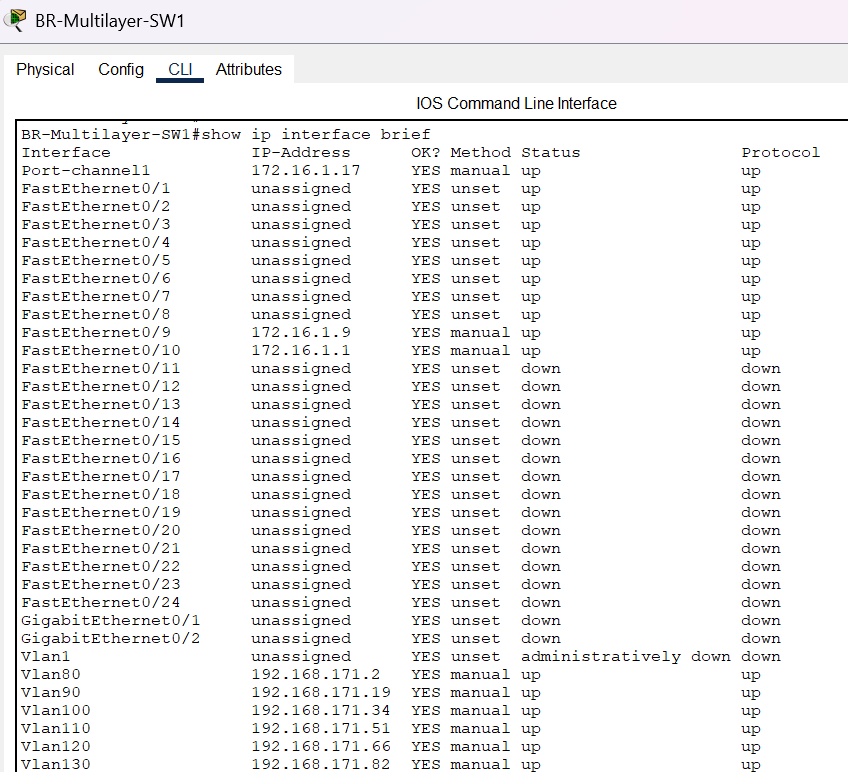 BR-Multilayer-SW1
Physical Config CLI Attributes
IOS Command Line Interface
BR-Multilayer-SW1#show ip interface brief
Interface IP-Address OK? Method Status Protocol
Port-channel1 172.16.1.17 YES manual up up
FastEthernet0/1 unassigned YES unset up up
FastEthernet0/2 unassigned YES unset up up
FastEthernet0/3 unassigned YES unset up up
FastEthernet0/4 unassigned YES unset up up
FastEthernet0/5 unassigned YES unset up up
FastEthernet0/6 unassigned YES unset up up
FastEthernet0/7 unassigned YES unset up up
FastEthernet0/8 unassigned YES unset up up
FastEthernet0/9 172.16.1.9 YES manual up up
FastEthernet0/10 172.16.1.1 YES manual up up
FastEthernet0/11 unassigned YES unset down down
FastEthernet0/12 unassigned YES unset down down
FastEthernet0/13 unassigned YES unset down down
FastEthernet0/14 unassigned YES unset down down
FastEthernet0/15 unassigned YES unset down down
FastEthernet0/16 unassigned YES unset down down
FastEthernet0/17 unassigned YES unset down down
FastEthernet0/18 unassigned YES unset down down
FastEthernet0/19 unassigned YES unset down down
FastEthernet0/20 unassigned YES unset down down
FastEthernet0/21 unassigned YES unset down down
FastEthernet0/22 unassigned YES unset down down
FastEthernet0/23 unassigned YES unset down down
FastEthernet0/24 unassigned YES unset down down
GigabitEthernet0/1 unassigned YES unset down down
GigabitEthernet0/2 unassigned YES unset down down
Vlan1 unassigned YES unset administratively down down
Vlan80 192.168.171.2 YES manual up up
Vlan90 192.168.171.19 YES manual up up
Vlan100 192.168.171.34 YES manual up up
Vlan110 192.168.171.51 YES manual up up
Vlan120 192.168.171.66 YES manual up up
Vlan130 192.168.171.82 YES manual up up